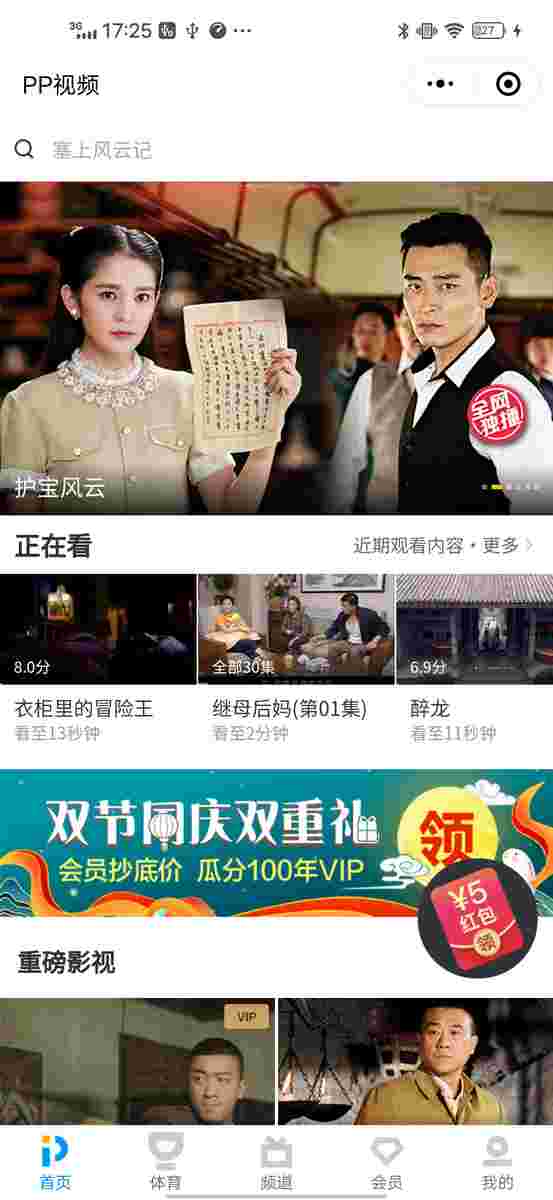 3G 17:25 27
PP视频
塞上风云记
全网
独播
护宝风云
正在看
近期观看内容·更多
8.0分
全部30集
6.9分
衣柜里的冒险王
继母后妈(第01集)
醉龙
看至13秒钟
看至2分钟
看至11秒钟
双节同庆双重礼
领
会员抄底价 瓜分100年VIP
¥5
红包
领
重磅影视
VIP
首页
体育
频道
会员
我的